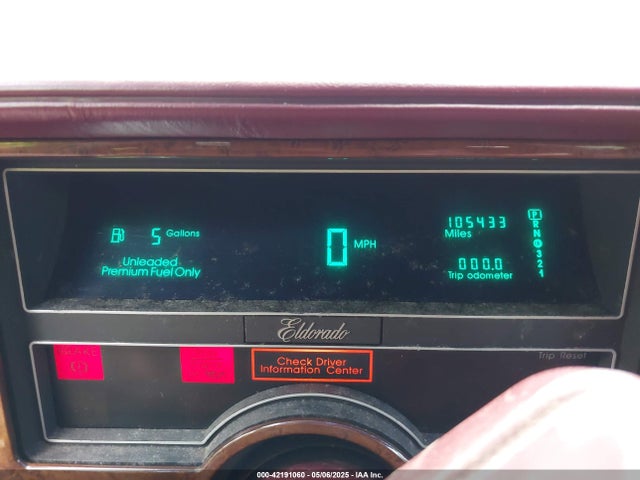 5 Gallons
Unleaded
Premium Fuel Only
0 MPH
105433
Miles
000.0
Trip odometer
P
R
N
D
3
2
1
Eldorado
BRAKE
Check Driver
Information Center
Trip Reset
000-42191060 - 05/06/2025 - IAA Inc.